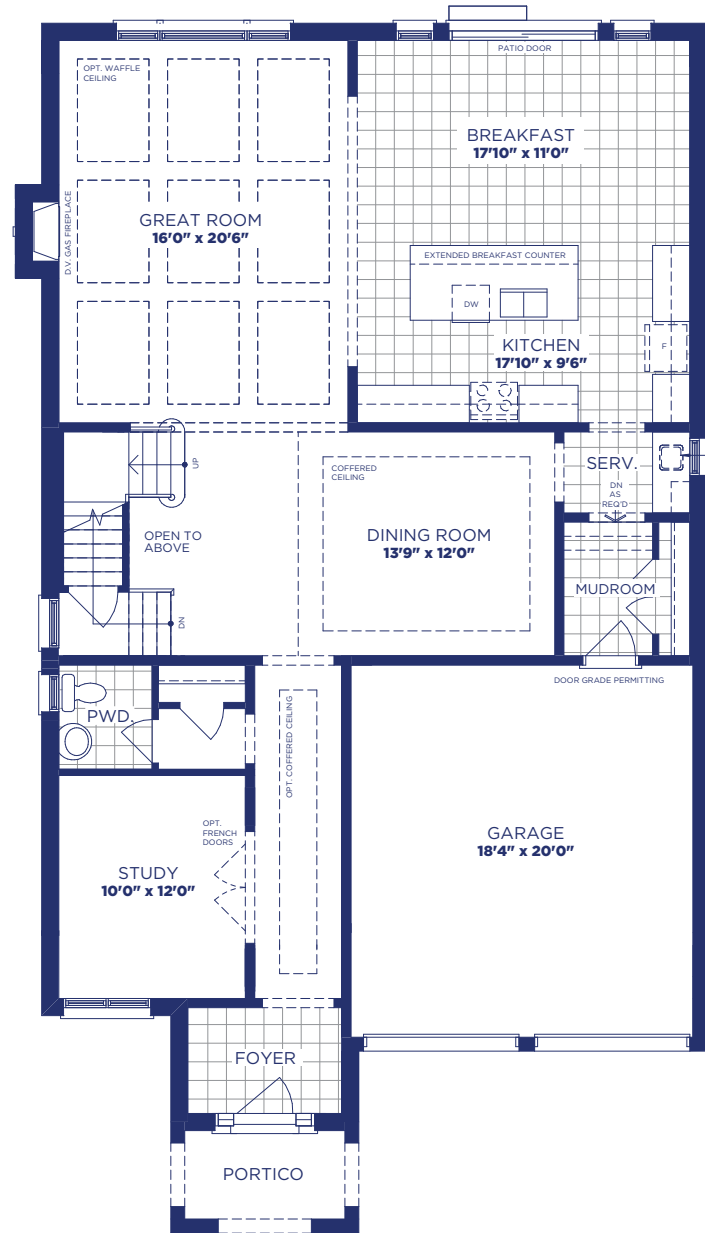 OPT. WAFFLE
CEILING
PATIO DOOR
BREAKFAST
17'10" x 11'0"
D.V. GAS FIREPLACE
GREAT ROOM
16'0" x 20'6"
EXTENDED BREAKFAST COUNTER
DW
KITCHEN
17'10" x 9'6"
F
UP
COFFERED
CEILING
SERV.
DN
AS
REQ'D
OPEN TO
ABOVE
DINING ROOM
13'9" x 12'0"
MUDROOM
DN
DOOR GRADE PERMITTING
PWD.
OPT. COFFERED CEILING
OPT.
FRENCH
DOORS
GARAGE
18'4" x 20'0"
STUDY
10'0" x 12'0"
FOYER
PORTICO